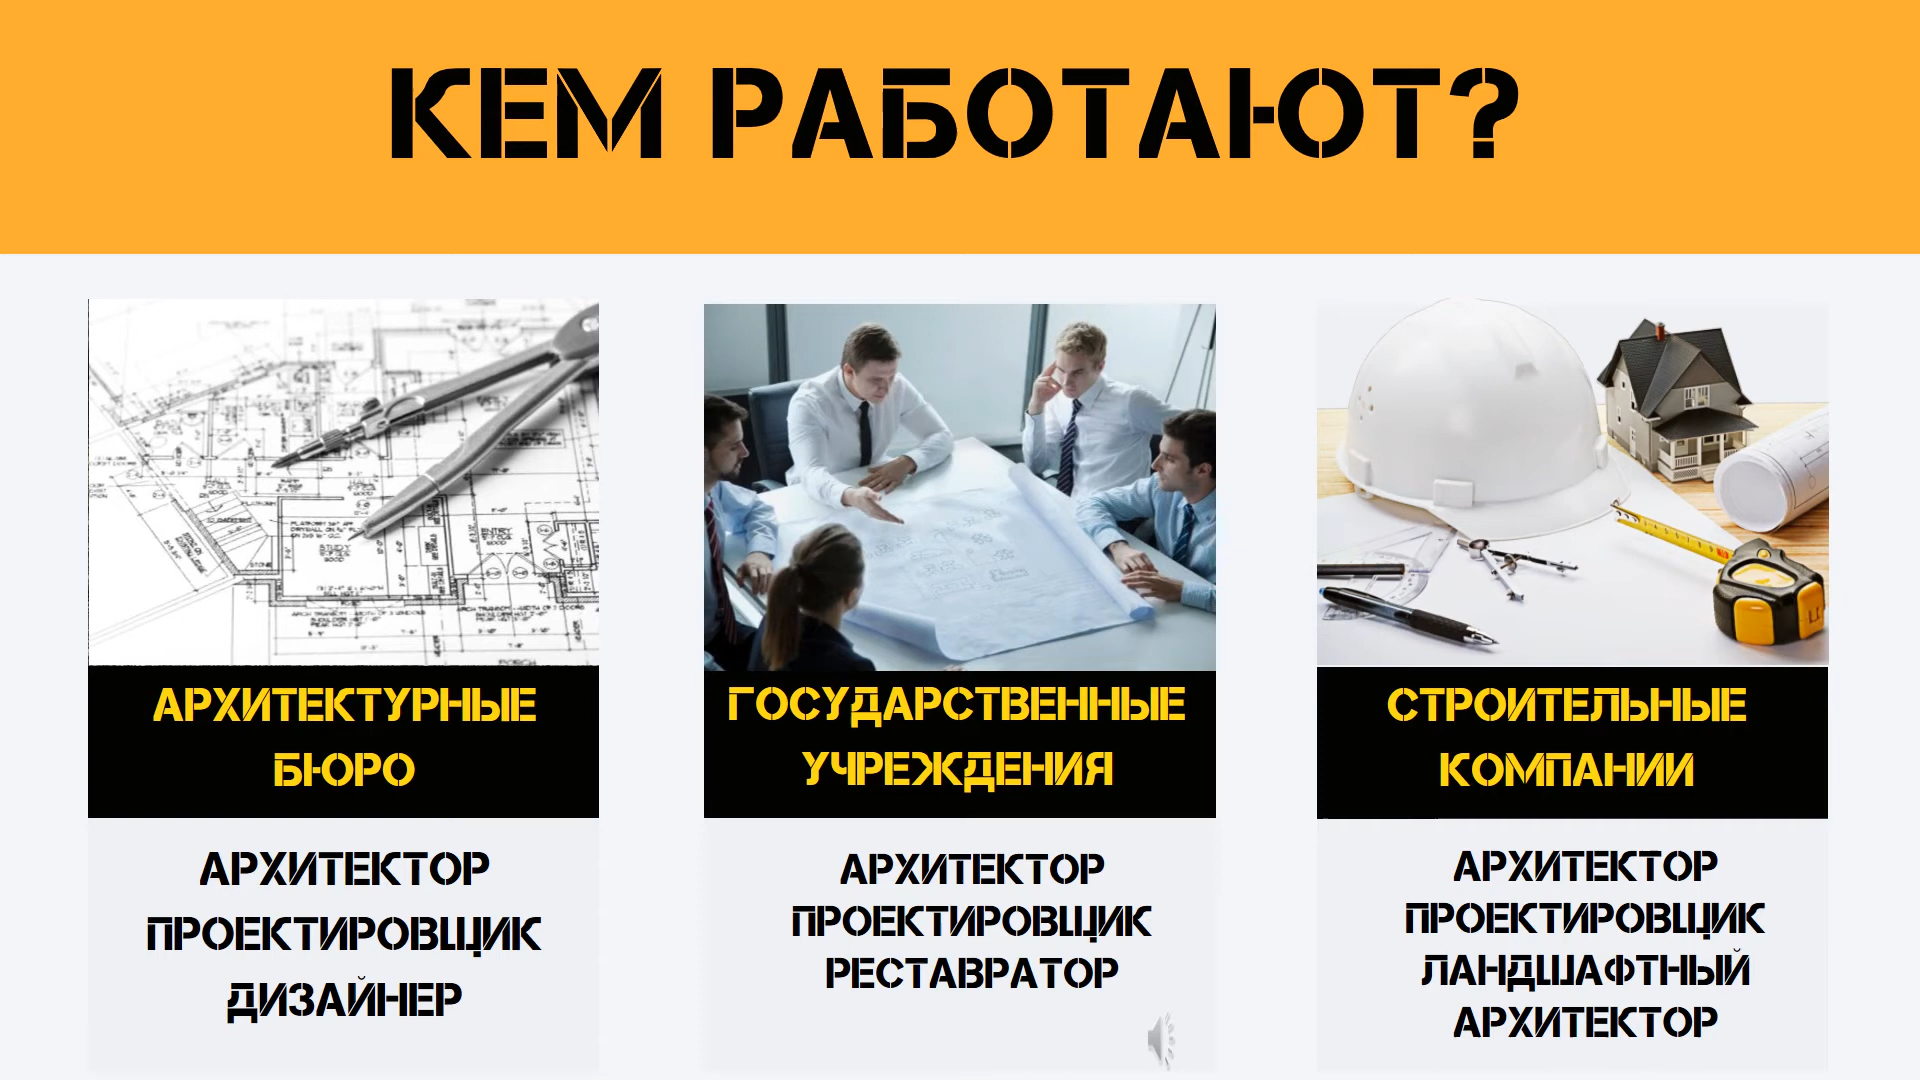 КЕМ РАБОТАЮТ?
АРХИТЕКТУРНЫЕ
БЮРО
АРХИТЕКТОР
ПРОЕКТИРОВЩИК
ДИЗАЙНЕР
ГОСУДАРСТВЕННЫЕ
УЧРЕЖДЕНИЯ
АРХИТЕКТОР
ПРОЕКТИРОВЩИК
РЕСТАВРАТОР
СТРОИТЕЛЬНЫЕ
КОМПАНИИ
АРХИТЕКТОР
ПРОЕКТИРОВЩИК
ЛАНДШАФТНЫЙ
АРХИТЕКТОР